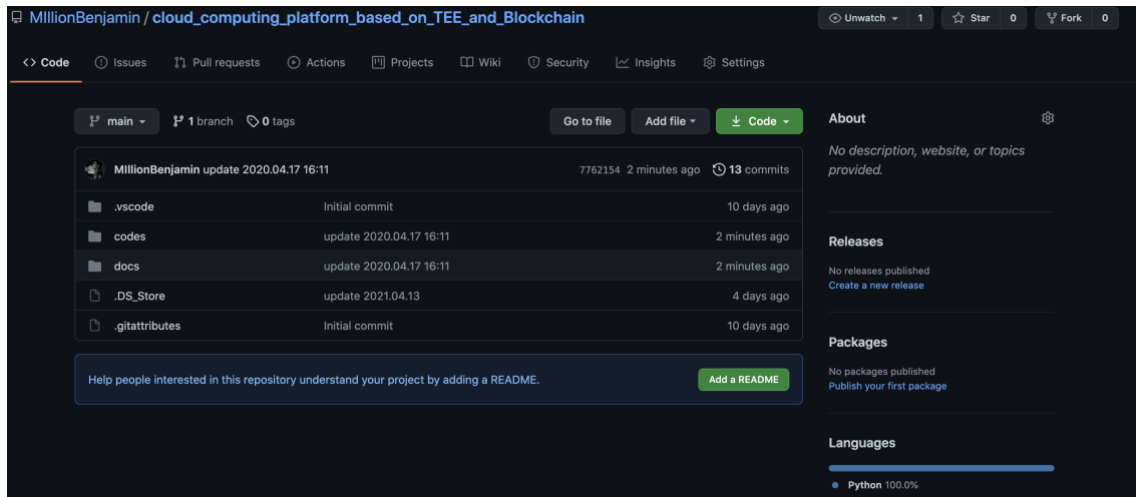 MIllionBenjamin / cloud_computing_platform_based_on_TEE_and_Blockchain
Unwatch 1 Star 0 Fork 0
<> Code Issues Pull requests Actions Projects Wiki Security Insights Settings
main 1 branch 0 tags Go to file Add file Code
MIllionBenjamin update 2020.04.17 16:11 7762154 2 minutes ago 13 commits
.vscode Initial commit 10 days ago
codes update 2020.04.17 16:11 2 minutes ago
docs update 2020.04.17 16:11 2 minutes ago
.DS_Store update 2021.04.13 4 days ago
.gitattributes Initial commit 10 days ago
Help people interested in this repository understand your project by adding a README. Add a README
About
No description, website, or topics
provided.
Releases
No releases published
Create a new release
Packages
No packages published
Publish your first package
Languages
Python 100.0%